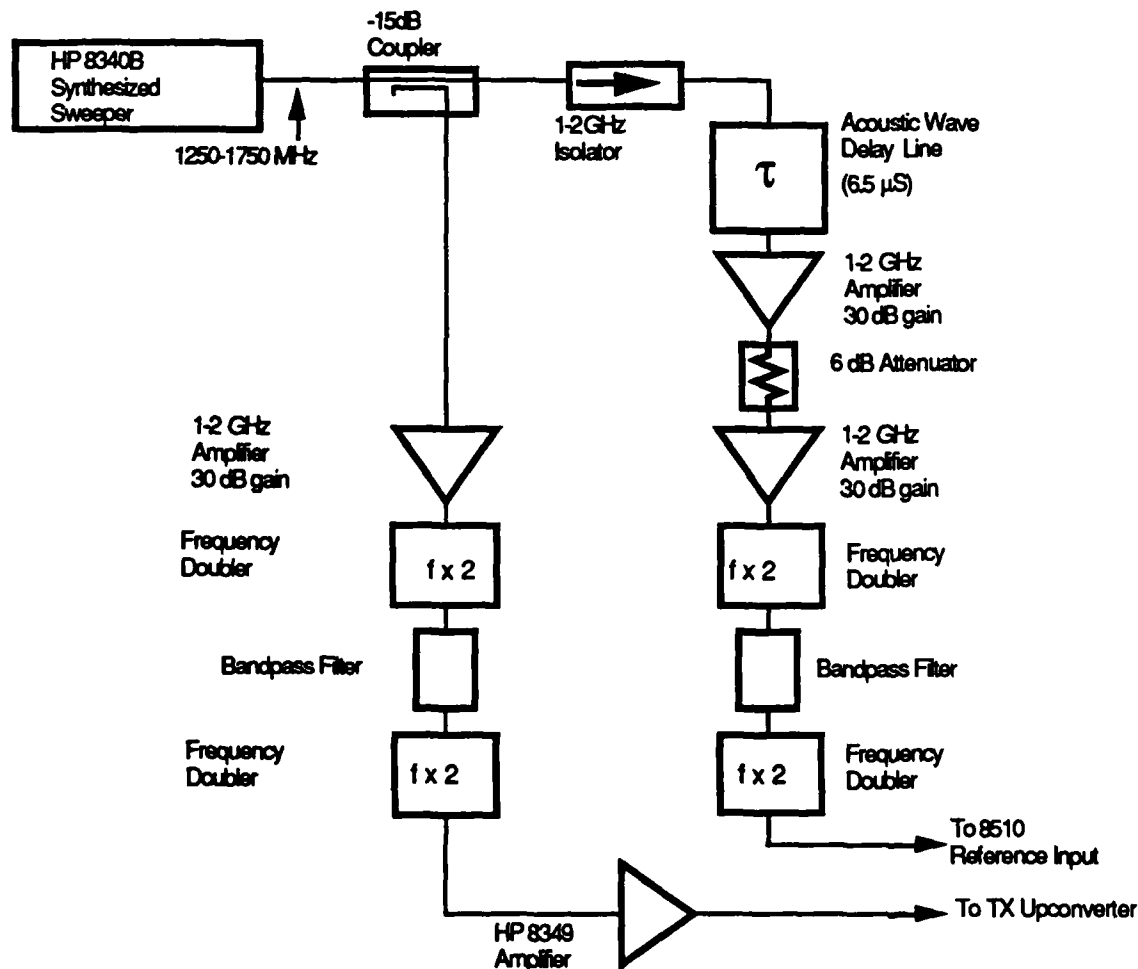 -15dB
Coupler
HP 8340B
Synthesized
Sweeper
1250-1750 MHz
1-2 GHz
Isolator
Acoustic Wave
Delay Line
(6.5 µS)
τ
1-2 GHz
Amplifier
30 dB gain
6 dB Attenuator
1-2 GHz
Amplifier
30 dB gain
1-2 GHz
Amplifier
30 dB gain
Frequency
Doubler
f x 2
f x 2
Frequency
Doubler
Bandpass Filter
Bandpass Filter
Frequency
Doubler
f x 2
f x 2
Frequency
Doubler
To 8510
Reference Input
HP 8349
Amplifier
To TX Upconverter